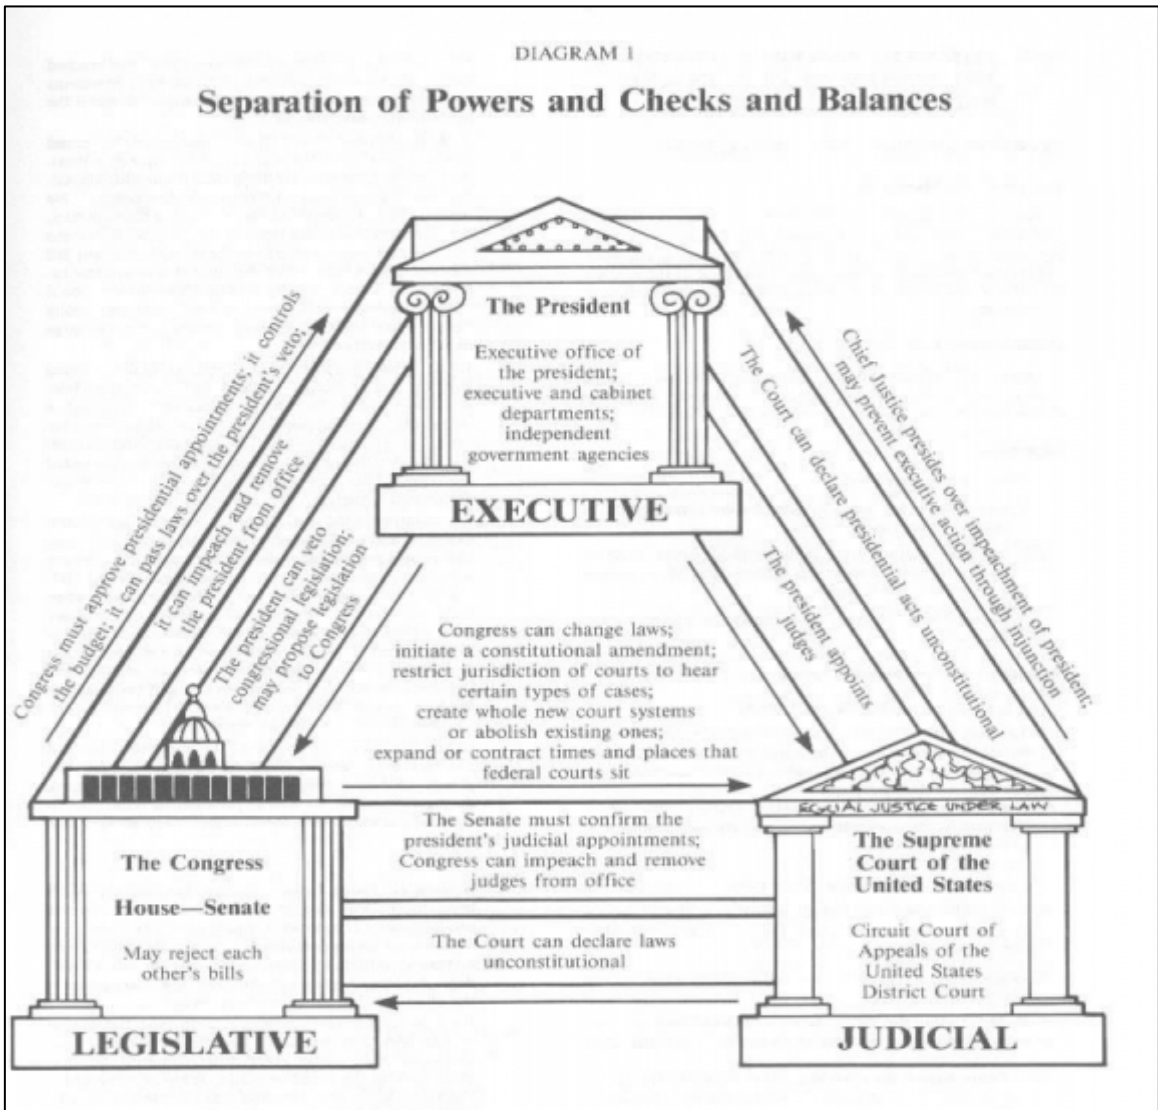 DIAGRAM 1
Separation of Powers and Checks and Balances
The President
Executive office of
the president;
executive and cabinet
departments;
independent
government agencies
EXECUTIVE
Congress must approve presidential appointments; it controls
the budget; it can pass laws over the president's veto;
it can impeach and remove
the president from office
The president can veto
congressional legislation;
may propose legislation
to Congress
Chief Justice presides over impeachment of president;
may prevent executive action through injunction
The Court can declare presidential acts unconstitutional
The president appoints
judges
Congress can change laws;
initiate a constitutional amendment;
restrict jurisdiction of courts to hear
certain types of cases;
create whole new court systems
or abolish existing ones;
expand or contract times and places that
federal courts sit
The Senate must confirm the
president's judicial appointments;
Congress can impeach and remove
judges from office
The Court can declare laws
unconstitutional
The Congress
House—Senate
May reject each
other's bills
LEGISLATIVE
EQUAL JUSTICE UNDER LAW
The Supreme
Court of the
United States
Circuit Court of
Appeals of the
United States
District Court
JUDICIAL